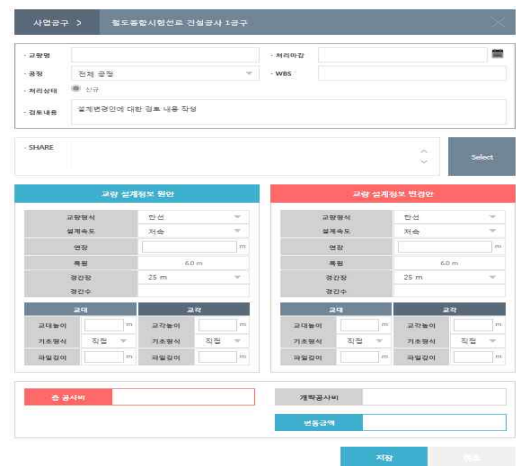 사업공구 > 철도종합시험선로 건설공사 1공구
- 교량명
- 처리마감
- 공정 전체 공정
- WBS
- 처리상태 신규
- 검토내용 설계변경안에 대한 검토 내용 작성
- SHARE
Select
교량 설계정보 원안
교량형식 단선
설계속도 저속
연장 m
폭원 6.0 m
경간장 25 m
경간수
교대 교각
교대높이 m 교각높이 m
기초형식 직접 기초형식 직접
파일길이 m 파일길이 m
교량 설계정보 변경안
교량형식 단선
설계속도 저속
연장 m
폭원 6.0 m
경간장 25 m
경간수
교대 교각
교대높이 m 교각높이 m
기초형식 직접 기초형식 직접
파일길이 m 파일길이 m
총 공사비
개략공사비
변동금액
저장